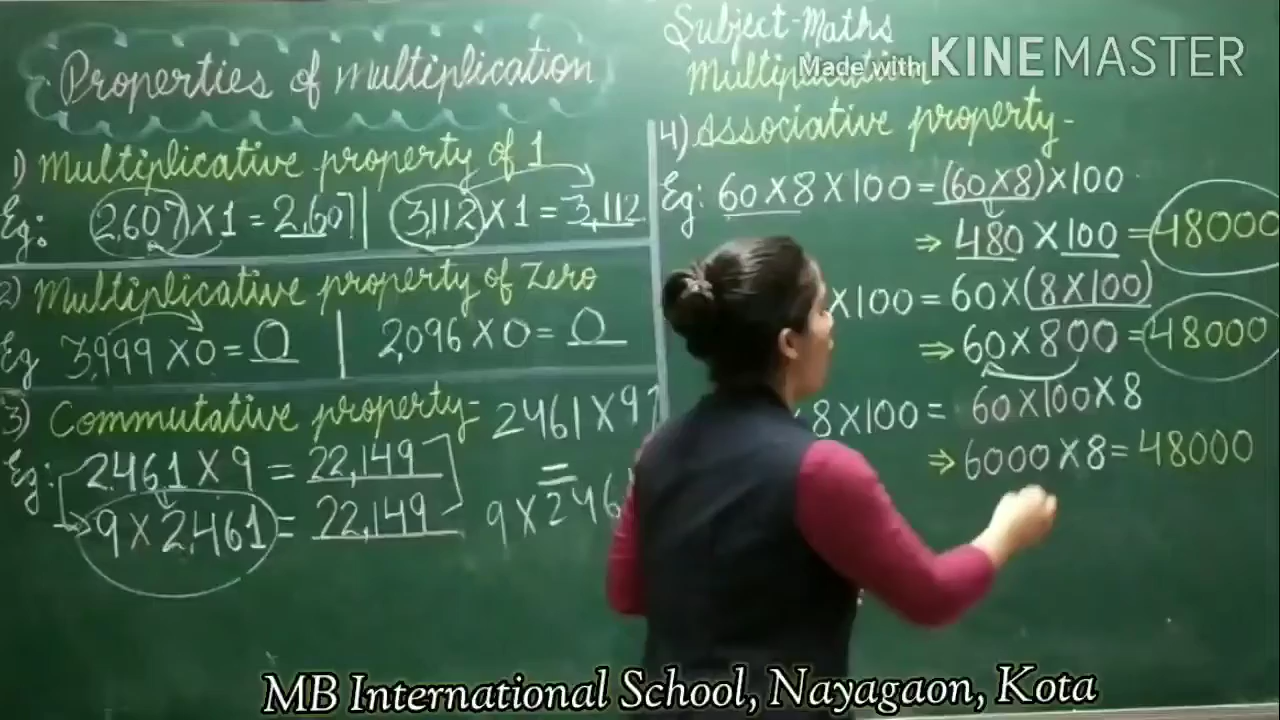 Properties of Multiplication
1) Multiplicative property of 1
Eg: 2,607 X 1 = 2,607 | 3,112 X 1 = 3,112
2) Multiplicative property of Zero
Eg 3,999 X 0 = 0 | 2,096 X 0 = 0
3) Commutative property-
2461 X 9
Eg: 2461 X 9 = 22,149
=
9 X 2,461 = 22,149
9 X 246
Subject-Maths
Multiplication
Made with KINEMASTER
4) Associative property-
Eg: 60 X 8 X 100 = (60 X 8) X 100
⇒ 480 X 100 = 48000
X 100 = 60 X (8 X 100)
⇒ 60 X 800 = 48000
8 X 100 = 60 X 100 X 8
⇒ 6000 X 8 = 48000
MB International School, Nayagaon, Kota